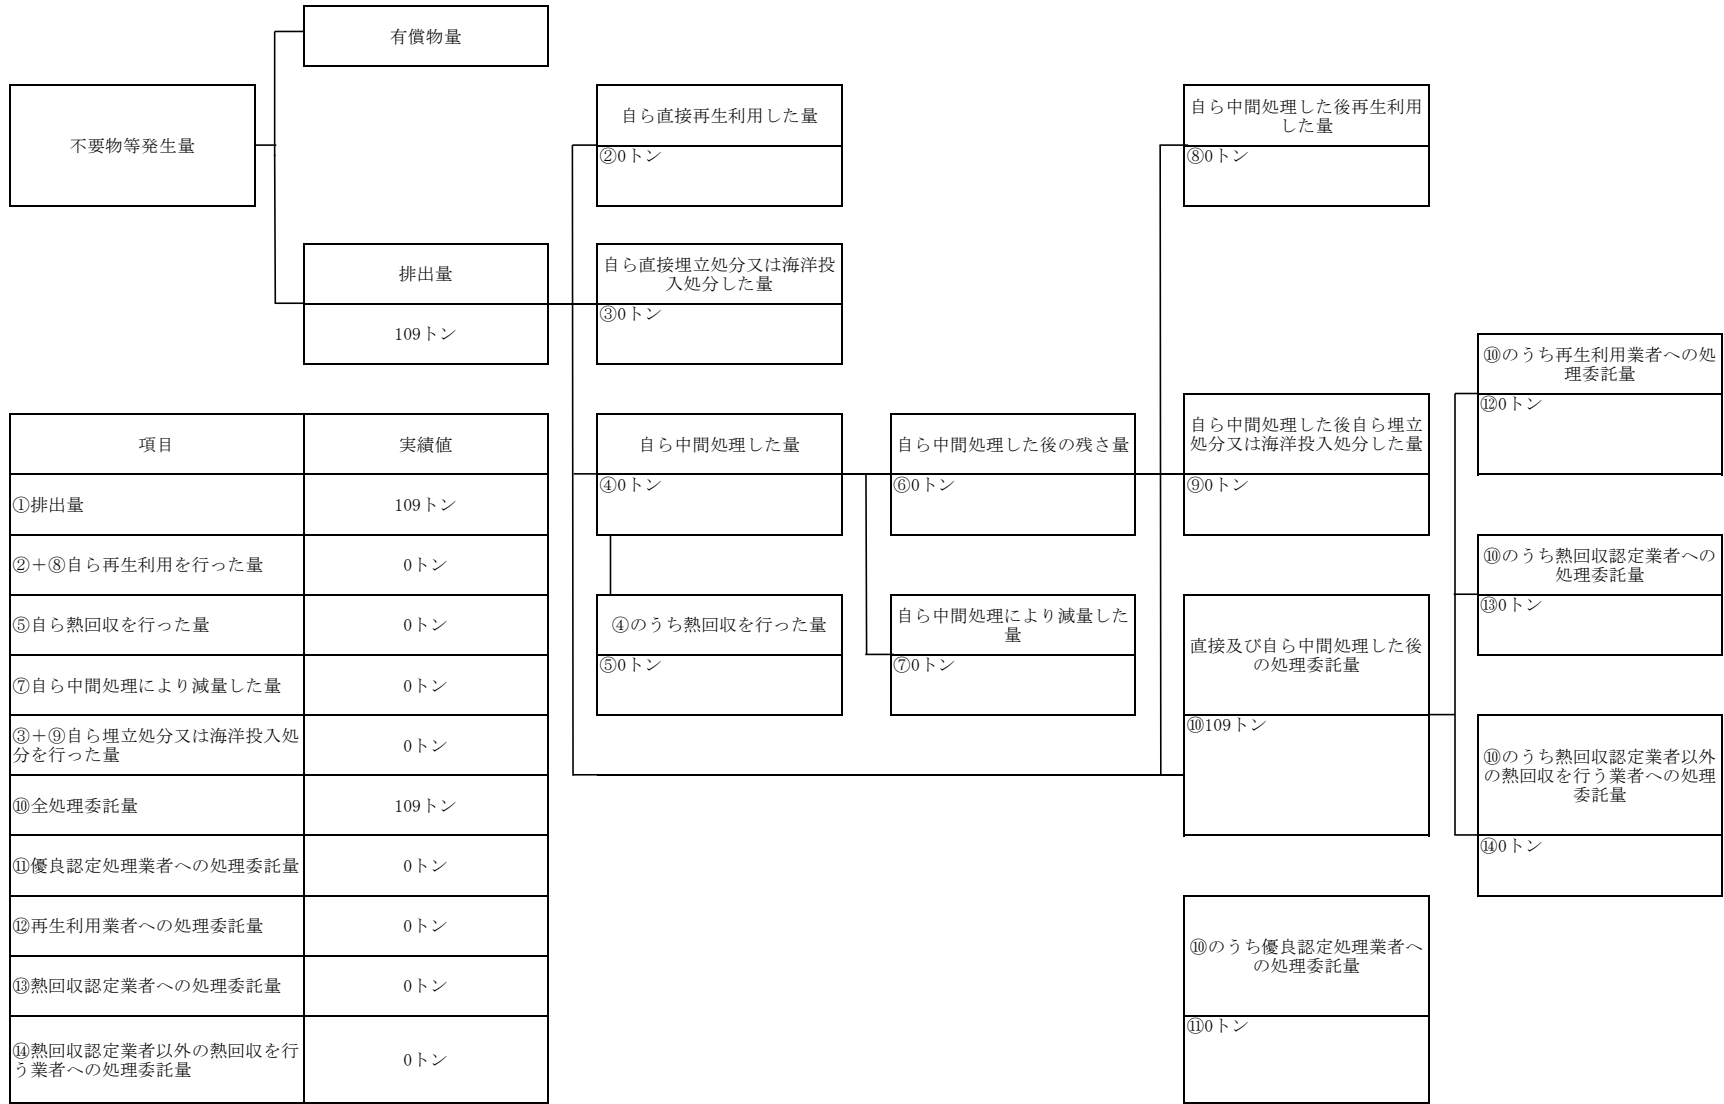 有償物量
不要物等発生量
排出量
109トン
自ら直接再生利用した量
②0トン
自ら直接埋立処分又は海洋投
入処分した量
③0トン
自ら中間処理した量
④0トン
④のうち熱回収を行った量
⑤0トン
自ら中間処理した後の残さ量
⑥0トン
自ら中間処理により減量した
量
⑦0トン
自ら中間処理した後再生利用
した量
⑧0トン
自ら中間処理した後自ら埋立
処分又は海洋投入処分した量
⑨0トン
直接及び自ら中間処理した後
の処理委託量
⑩109トン
⑩のうち優良認定処理業者へ
の処理委託量
⑪0トン
⑩のうち再生利用業者への処
理委託量
⑫0トン
⑩のうち熱回収認定業者への
処理委託量
⑬0トン
⑩のうち熱回収認定業者以外
の熱回収を行う業者への処理
委託量
⑭0トン
項目 実績値
①排出量 109トン
②＋⑧自ら再生利用を行った量 0トン
⑤自ら熱回収を行った量 0トン
⑦自ら中間処理により減量した量 0トン
③＋⑨自ら埋立処分又は海洋投入処
分を行った量 0トン
⑩全処理委託量 109トン
⑪優良認定処理業者への処理委託量 0トン
⑫再生利用業者への処理委託量 0トン
⑬熱回収認定業者への処理委託量 0トン
⑭熱回収認定業者以外の熱回収を行
う業者への処理委託量 0トン